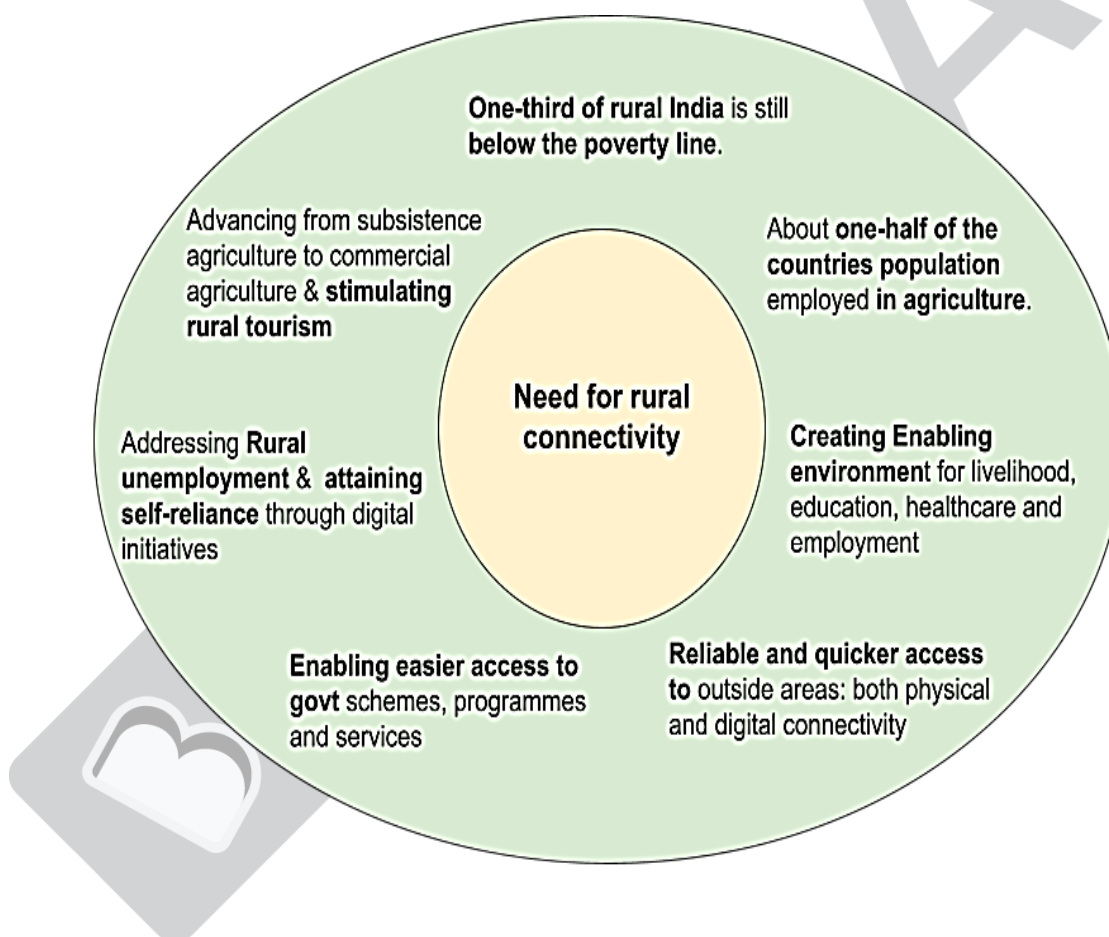 One-third of rural India is still
below the poverty line.
Advancing from subsistence
agriculture to commercial
agriculture & stimulating
rural tourism
About one-half of the
countries population
employed in agriculture.
Need for rural
connectivity
Addressing Rural
unemployment & attaining
self-reliance through digital
initiatives
Creating Enabling
environment for livelihood,
education, healthcare and
employment
Enabling easier access to
govt schemes, programmes
and services
Reliable and quicker access
to outside areas: both physical
and digital connectivity
B
A